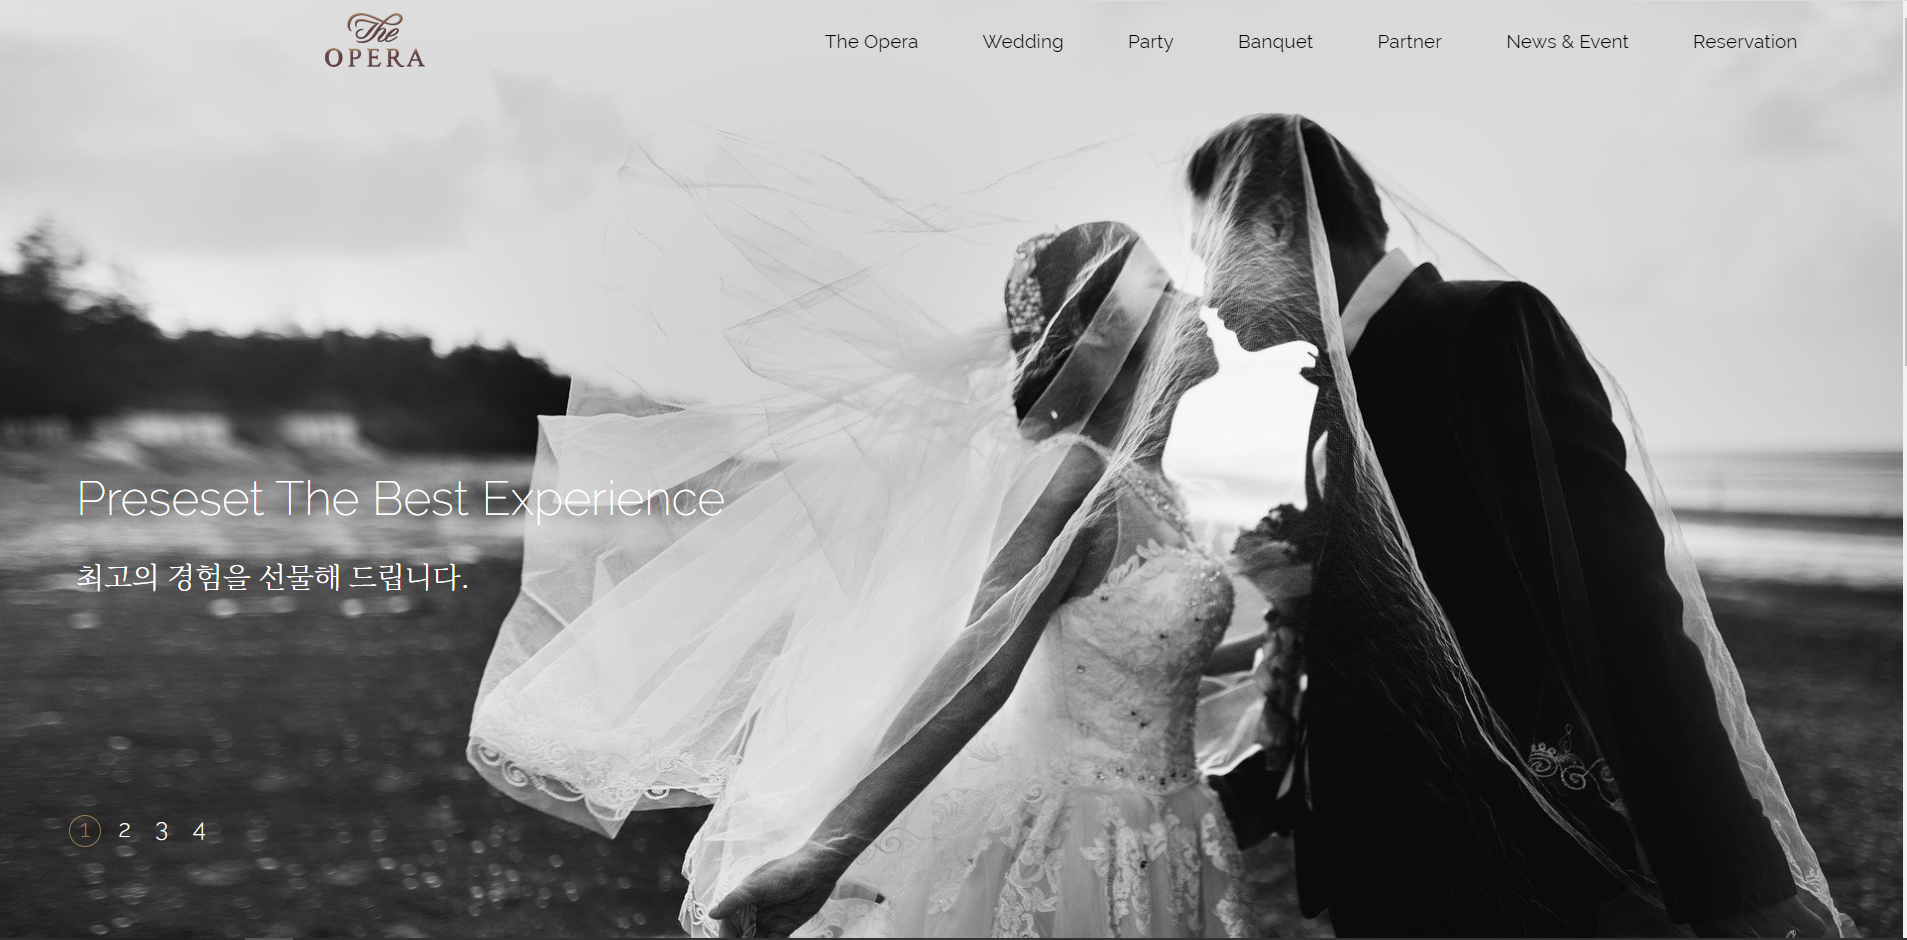 The
OPERA
The Opera Wedding Party Banquet Partner News & Event Reservation
Preseset The Best Experience
최고의 경험을 선물해 드립니다.
1 2 3 4